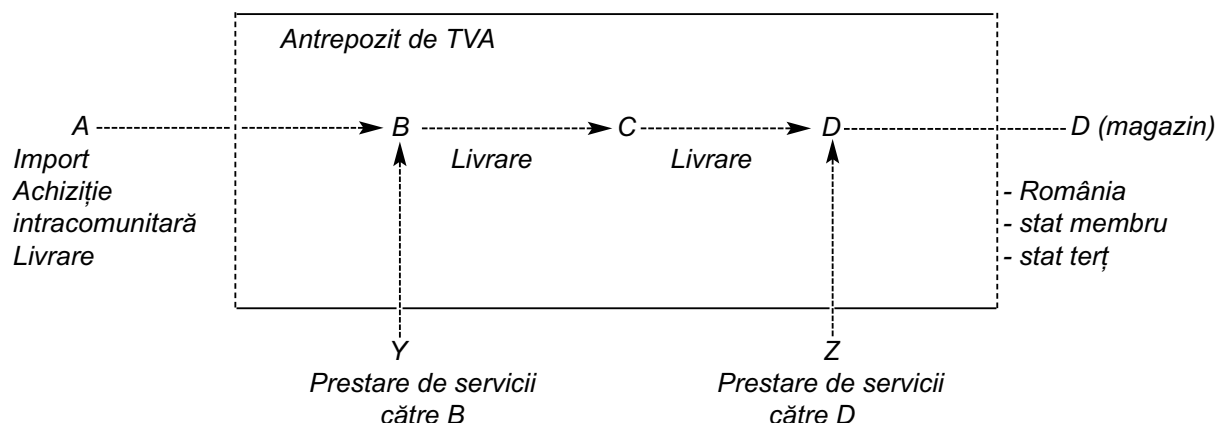 Antrepozit de TVA
A B C D D (magazin)
Import
Achiziție
intracomunitară
Livrare
Livrare Livrare
- România
- stat membru
- stat terț
Y
Prestare de servicii
către B
Z
Prestare de servicii
către D